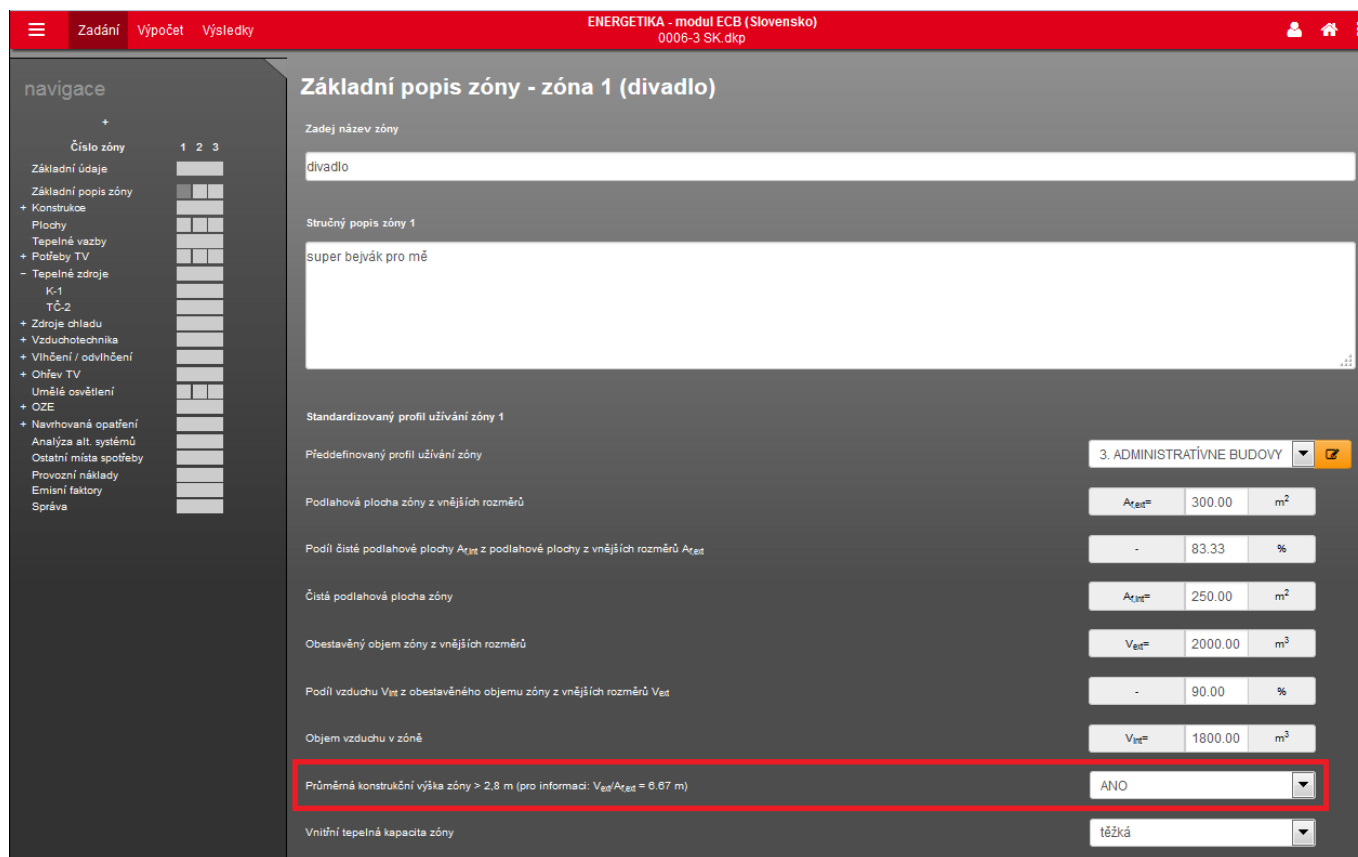 Zadání Výpočet Výsledky
ENERGETIKA - modul ECB (Slovensko)
0006-3 SK.dkp
navigace
+
Číslo zóny 1 2 3
Základní údaje
Základní popis zóny
+ Konstrukce
Plochy
Tepelné vazby
+ Potřeby TV
− Tepelné zdroje
K-1
TČ-2
+ Zdroje chladu
+ Vzduchotechnika
+ Vlhčení / odvlhčení
+ Ohřev TV
Umělé osvětlení
+ OZE
+ Navrhovaná opatření
Analýza alt. systémů
Ostatní místa spotřeby
Provozní náklady
Emisní faktory
Správa
Základní popis zóny - zóna 1 (divadlo)
Zadej název zóny
divadlo
Stručný popis zóny 1
super bejvák pro mě
Standardizovaný profil užívání zóny 1
Předdefinovaný profil užívání zóny 3. ADMINISTRATÍVNE BUDOVY
Podlahová plocha zóny z vnějších rozměrů Af,ext= 300.00 m²
Podíl čisté podlahové plochy Af,int z podlahové plochy z vnějších rozměrů Af,ext - 83.33 %
Čistá podlahová plocha zóny Af,int= 250.00 m²
Obestavěný objem zóny z vnějších rozměrů Vext= 2000.00 m³
Podíl vzduchu Vint z obestavěného objemu zóny z vnějších rozměrů Vext - 90.00 %
Objem vzduchu v zóně Vint= 1800.00 m³
Průměrná konstrukční výška zóny > 2,8 m (pro informaci: Vext/Af,ext = 6.67 m) ANO
Vnitřní tepelná kapacita zóny těžká